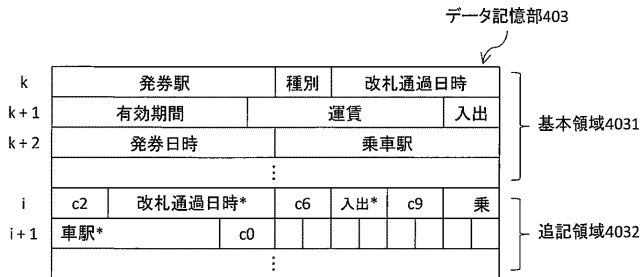 データ記憶部403
k 発券駅 種別 改札通過日時
k+1 有効期間 運賃 入出
k+2 発券日時 乗車駅
⋮
基本領域4031
i c2 改札通過日時* c6 入出* c9 乗
i+1 車駅* c0
⋮
追記領域4032